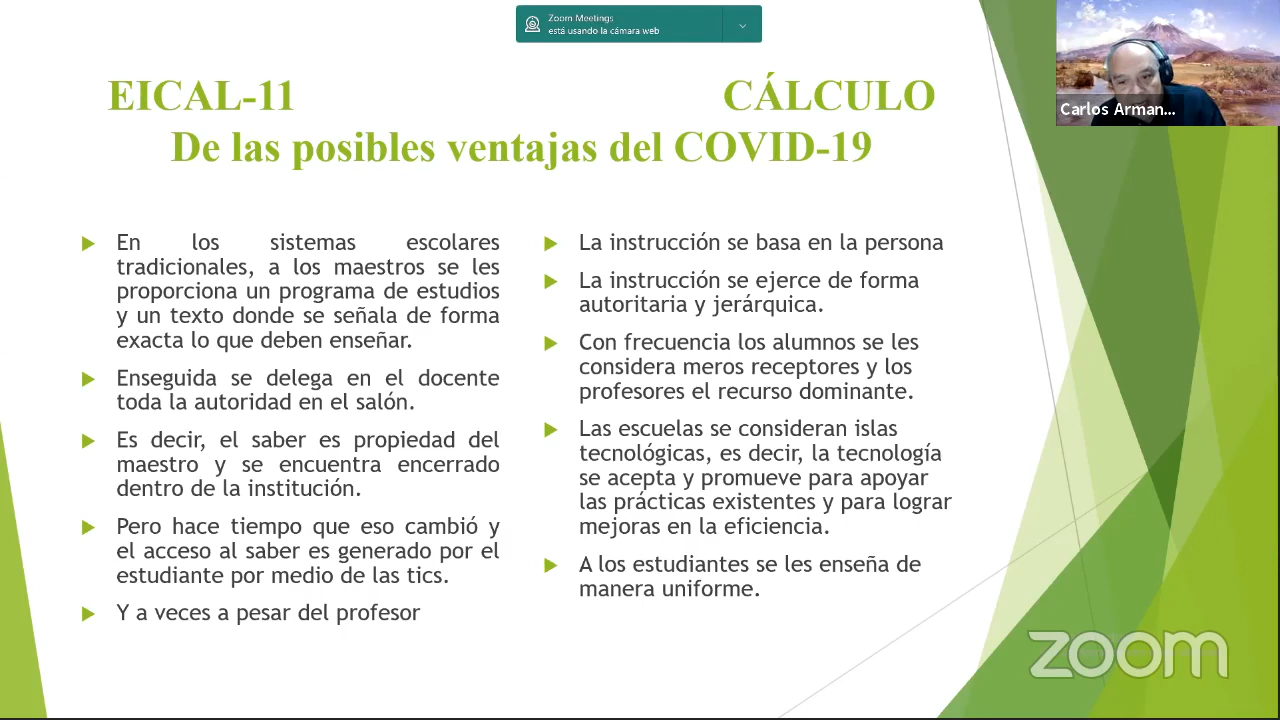 Zoom Meetings
está usando la cámara web
EICAL-11 CÁLCULO
De las posibles ventajas del COVID-19
En los sistemas escolares
tradicionales, a los maestros se les
proporciona un programa de estudios
y un texto donde se señala de forma
exacta lo que deben enseñar.
Enseguida se delega en el docente
toda la autoridad en el salón.
Es decir, el saber es propiedad del
maestro y se encuentra encerrado
dentro de la institución.
Pero hace tiempo que eso cambió y
el acceso al saber es generado por el
estudiante por medio de las tics.
Y a veces a pesar del profesor
La instrucción se basa en la persona
La instrucción se ejerce de forma
autoritaria y jerárquica.
Con frecuencia los alumnos se les
considera meros receptores y los
profesores el recurso dominante.
Las escuelas se consideran islas
tecnológicas, es decir, la tecnología
se acepta y promueve para apoyar
las prácticas existentes y para lograr
mejoras en la eficiencia.
A los estudiantes se les enseña de
manera uniforme.
Carlos Arman...
zoom